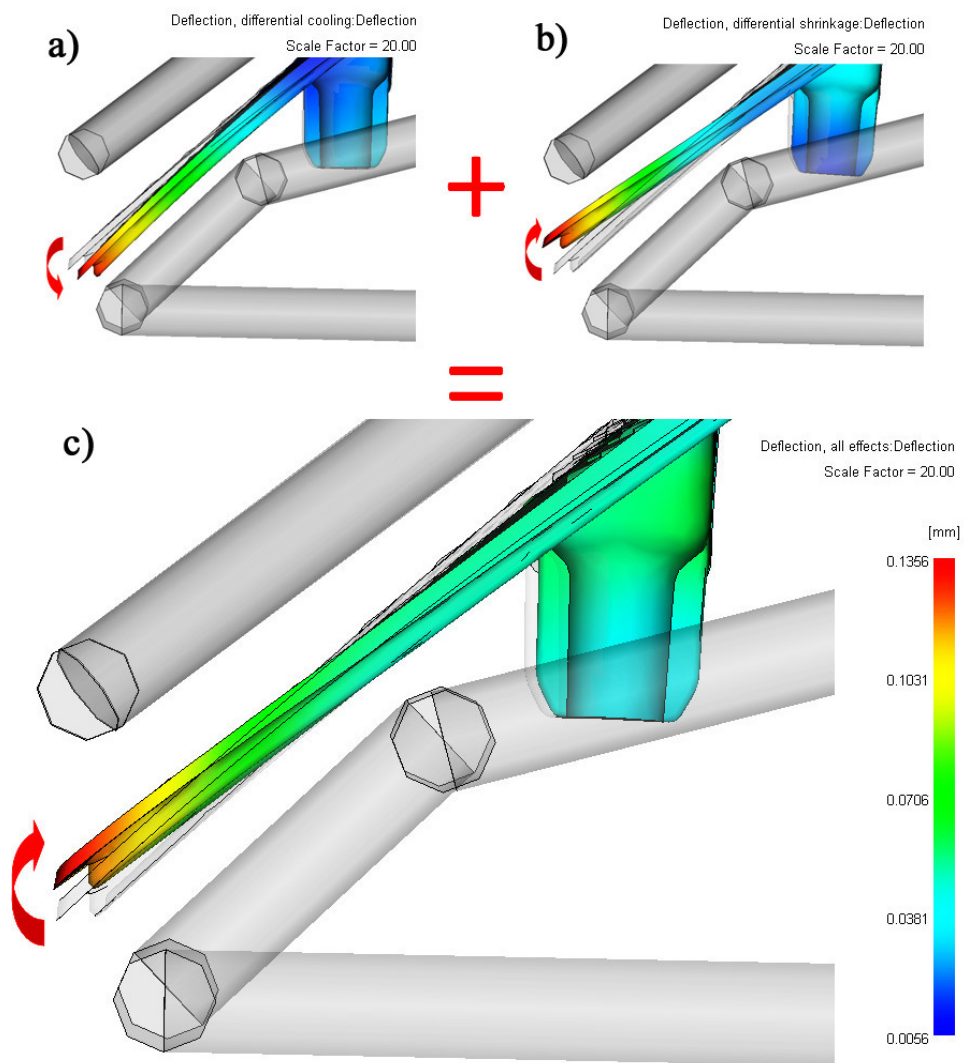 a)
Deflection, differential cooling:Deflection
Scale Factor = 20.00
b)
Deflection, differential shrinkage:Deflection
Scale Factor = 20.00
+
=
c)
Deflection, all effects:Deflection
Scale Factor = 20.00
[mm]
0.1356
0.1031
0.0706
0.0381
0.0056